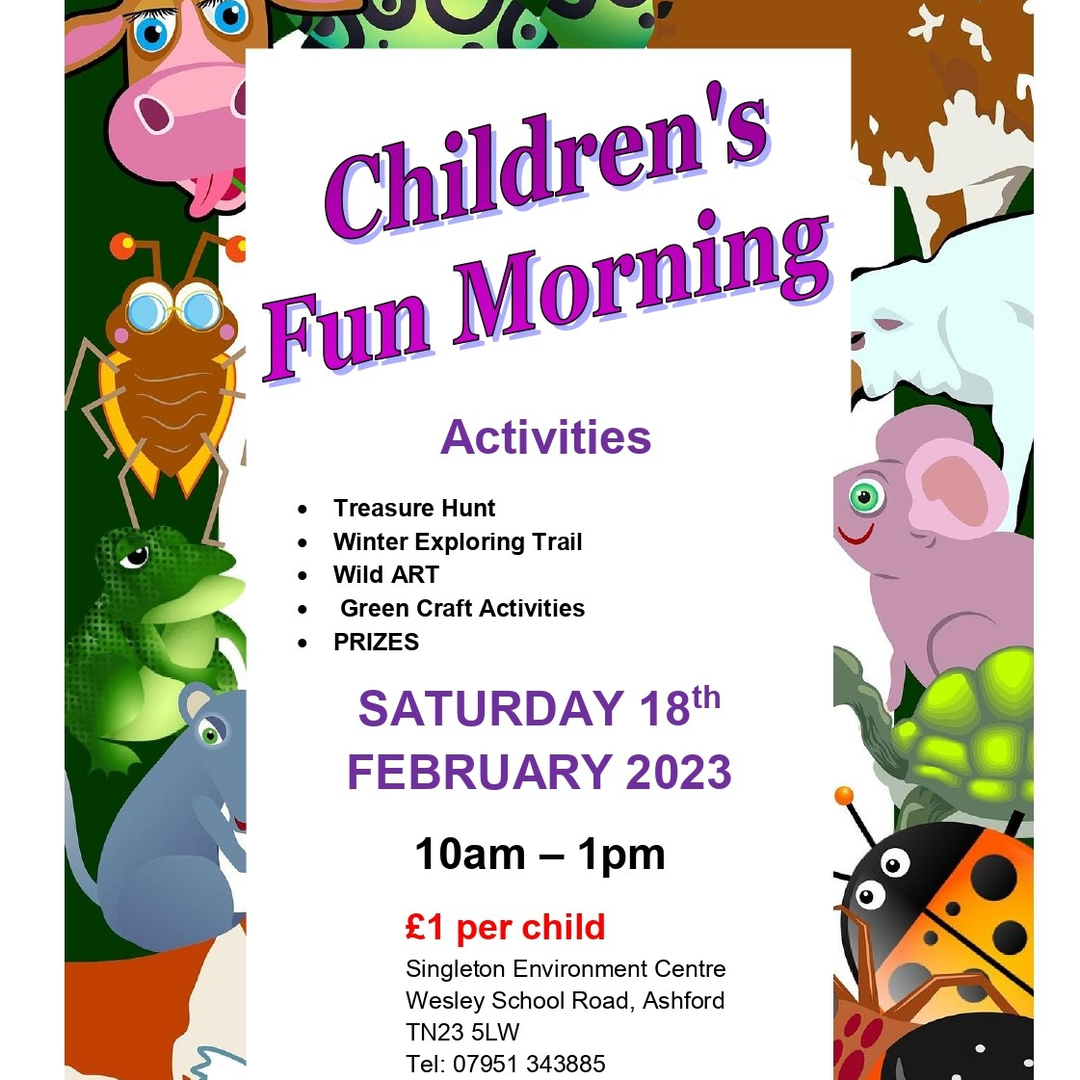 Children's
Fun Morning
Activities
• Treasure Hunt
• Winter Exploring Trail
• Wild ART
• Green Craft Activities
• PRIZES
SATURDAY 18th
FEBRUARY 2023
10am – 1pm
£1 per child
Singleton Environment Centre
Wesley School Road, Ashford
TN23 5LW
Tel: 07951 343885